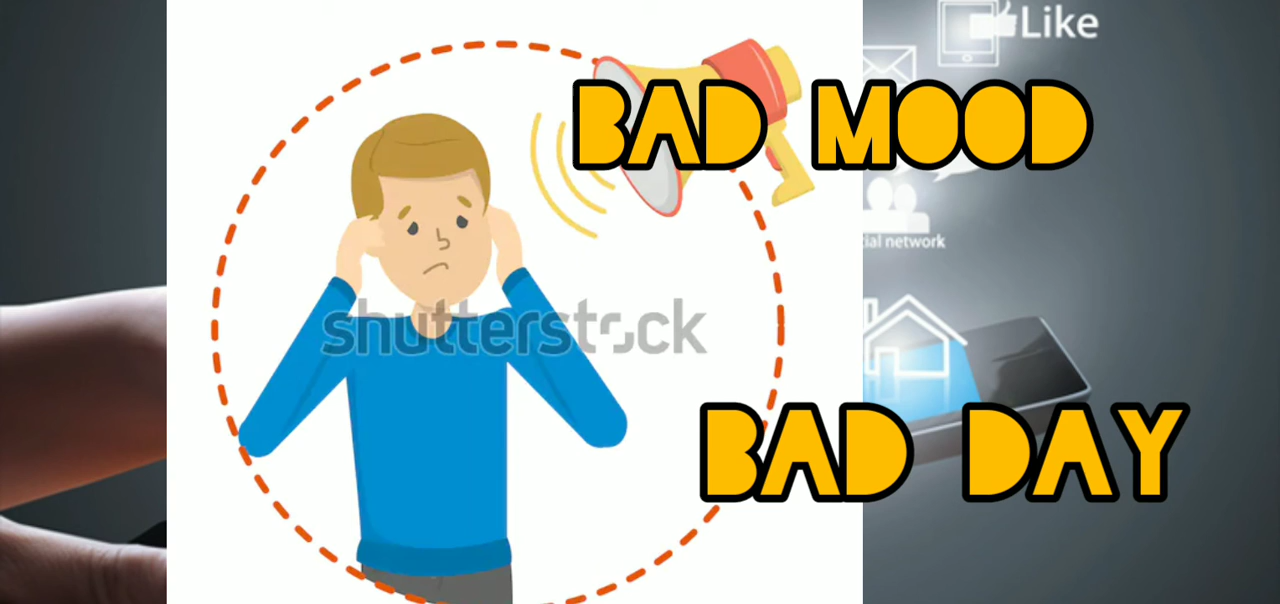 Like
BAD MOOD
cial network
shutterstock
BAD DAY